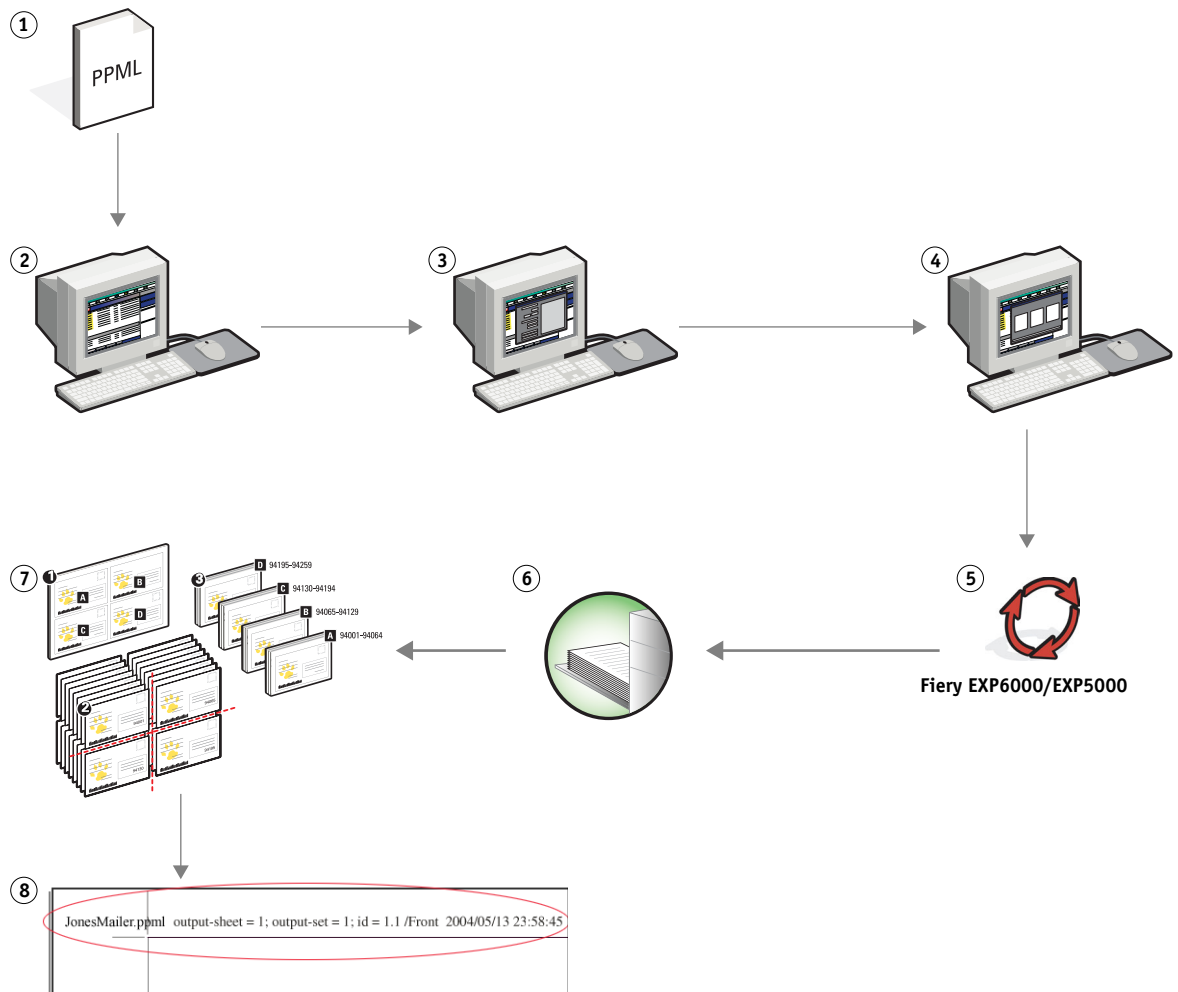 1
PPML
2
3
4
7
1
A
B
C
D
3
D 94195-94259
C 94130-94194
B 94065-94129
A 94001-94064
2
94001
94130
6
5
Fiery EXP6000/EXP5000
8
JonesMailer.ppml output-sheet = 1; output-set = 1; id = 1.1 /Front 2004/05/13 23:58:45